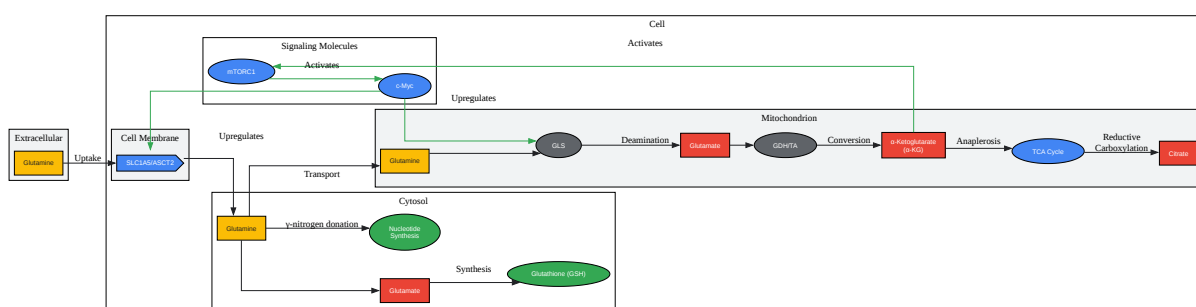 Cell
Signaling Molecules
Activates
mTORC1
Activates
c-Myc
Upregulates
Mitochondrion
Extracellular
Cell Membrane
Upregulates
GLS
Deamination
Glutamate
GDH/TA
Conversion
α-Ketoglutarate
(α-KG)
Anaplerosis
TCA Cycle
Reductive
Carboxylation
Citrate
Glutamine
Uptake
SLC1A5/ASCT2
Glutamine
Transport
Cytosol
Glutamine
γ-nitrogen donation
Nucleotide
Synthesis
Glutamate
Synthesis
Glutathione (GSH)